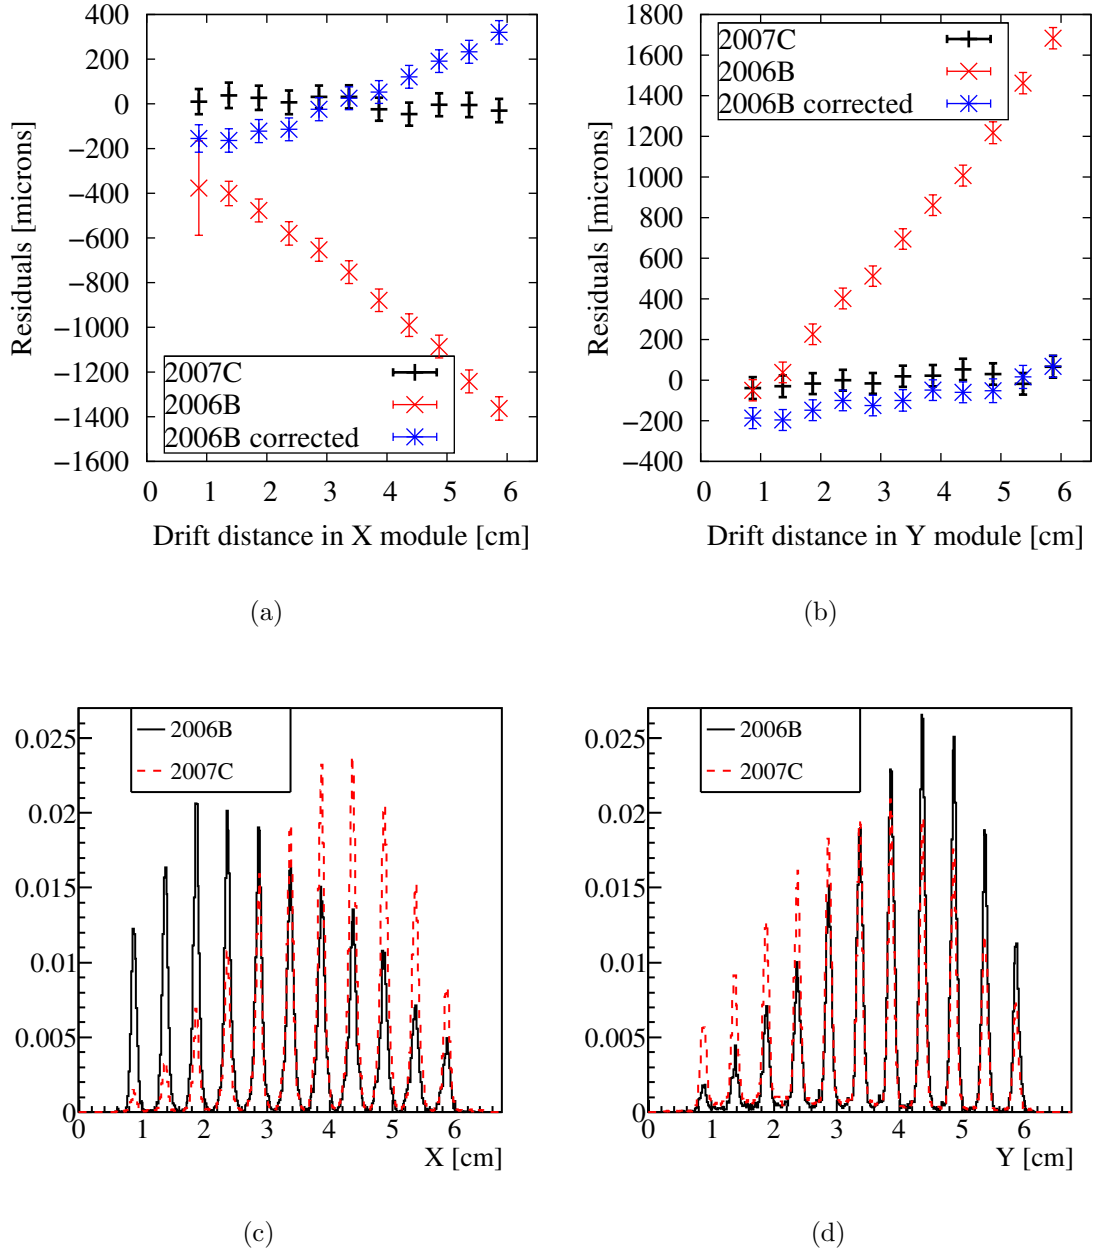 400
200
0
−200
−400
−600
−800
−1000
−1200
−1400
−1600
Residuals [microns]
2007C
2006B
2006B corrected
0 1 2 3 4 5 6
Drift distance in X module [cm]
(a)
1800
1600
1400
1200
1000
800
600
400
200
0
−200
−400
Residuals [microns]
2007C
2006B
2006B corrected
0 1 2 3 4 5 6
Drift distance in Y module [cm]
(b)
0.025
0.02
0.015
0.01
0.005
0
2006B
2007C
0 1 2 3 4 5 6
X [cm]
(c)
0.025
0.02
0.015
0.01
0.005
0
2006B
2007C
0 1 2 3 4 5 6
Y [cm]
(d)